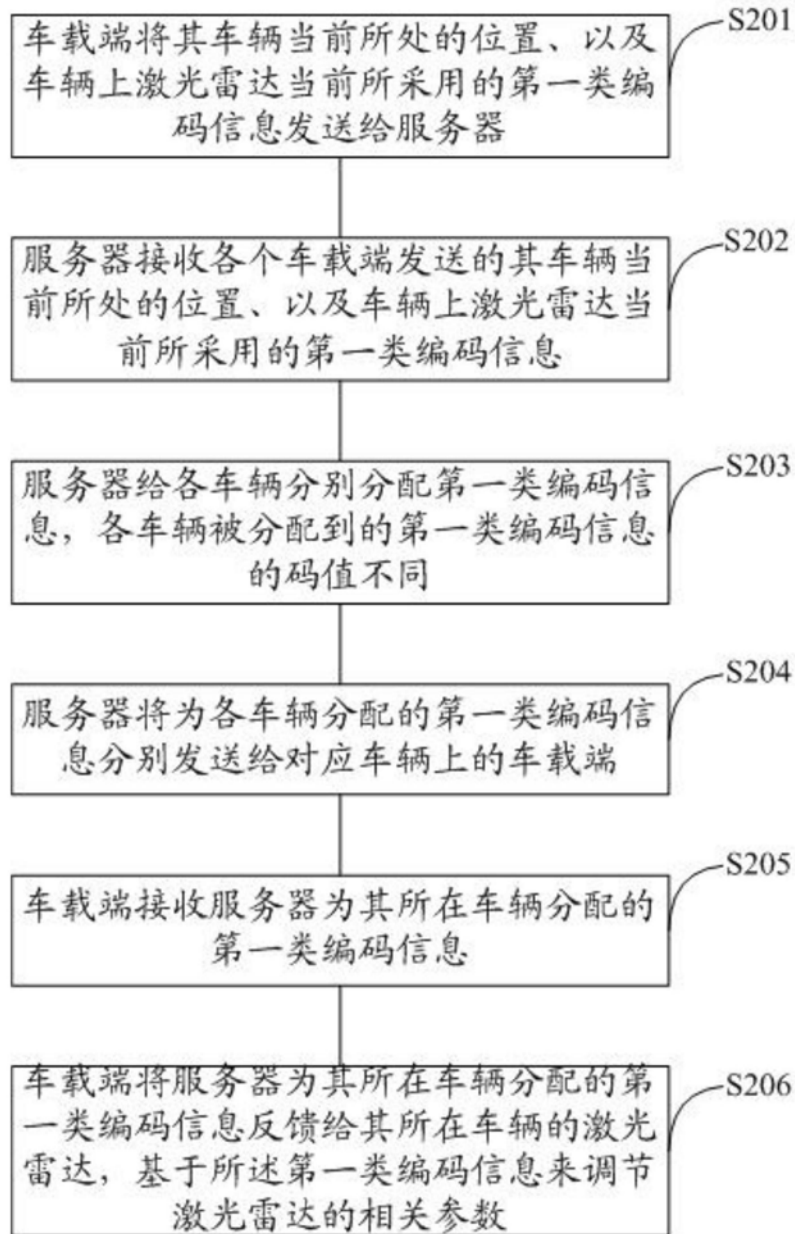 车载端将其车辆当前所处的位置、以及
车辆上激光雷达当前所采用的第一类编
码信息发送给服务器
S201
服务器接收各个车载端发送的其车辆当
前所处的位置、以及车辆上激光雷达当
前所采用的第一类编码信息
S202
服务器给各车辆分别分配第一类编码信
息，各车辆被分配到的第一类编码信息
的码值不同
S203
服务器将为各车辆分配的第一类编码信
息分别发送给对应车辆上的车载端
S204
车载端接收服务器为其所在车辆分配的
第一类编码信息
S205
车载端将服务器为其所在车辆分配的第
一类编码信息反馈给其所在车辆的激光
雷达，基于所述第一类编码信息来调节
激光雷达的相关参数
S206